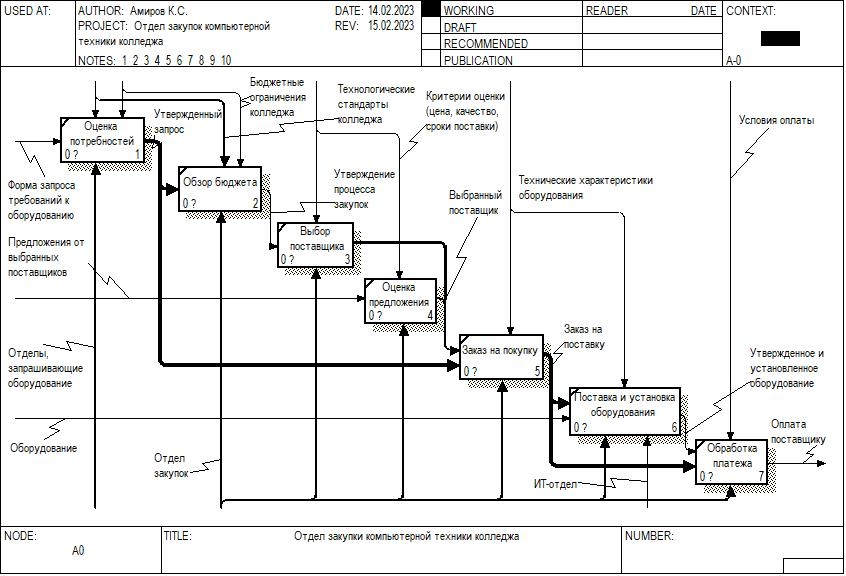 USED AT:
AUTHOR: Амиров К.С.
DATE: 14.02.2023
WORKING
READER
DATE
CONTEXT:
PROJECT: Отдел закупок компьютерной
техники колледжа
REV: 15.02.2023
DRAFT
RECOMMENDED
NOTES: 1 2 3 4 5 6 7 8 9 10
PUBLICATION
A-0
Бюджетные
ограничения
колледжа
Технологические
стандарты
колледжа
Критерии оценки
(цена, качество,
сроки поставки)
Условия оплаты
Утвержденный
запрос
Оценка
потребностей
0 ?
1
Обзор бюджета
0 ?
2
Утверждение
процесса
закупок
Технические характеристики
оборудования
Форма запроса
требований к
оборудованию
Выбранный
поставщик
Выбор
поставщика
0 ?
3
Предложения от
выбранных
поставщиков
Оценка
предложения
0 ?
4
Заказ на
поставку
Заказ на покупку
0 ?
5
Отделы,
запрашивающие
оборудование
Утвержденное и
установленное
оборудование
Поставка и установка
оборудования
0 ?
6
Оборудование
Оплата
поставщику
Обработка
платежа
0 ?
7
Отдел
закупок
ИТ-отдел
NODE:
A0
TITLE:
Отдел закупки компьютерной техники колледжа
NUMBER: